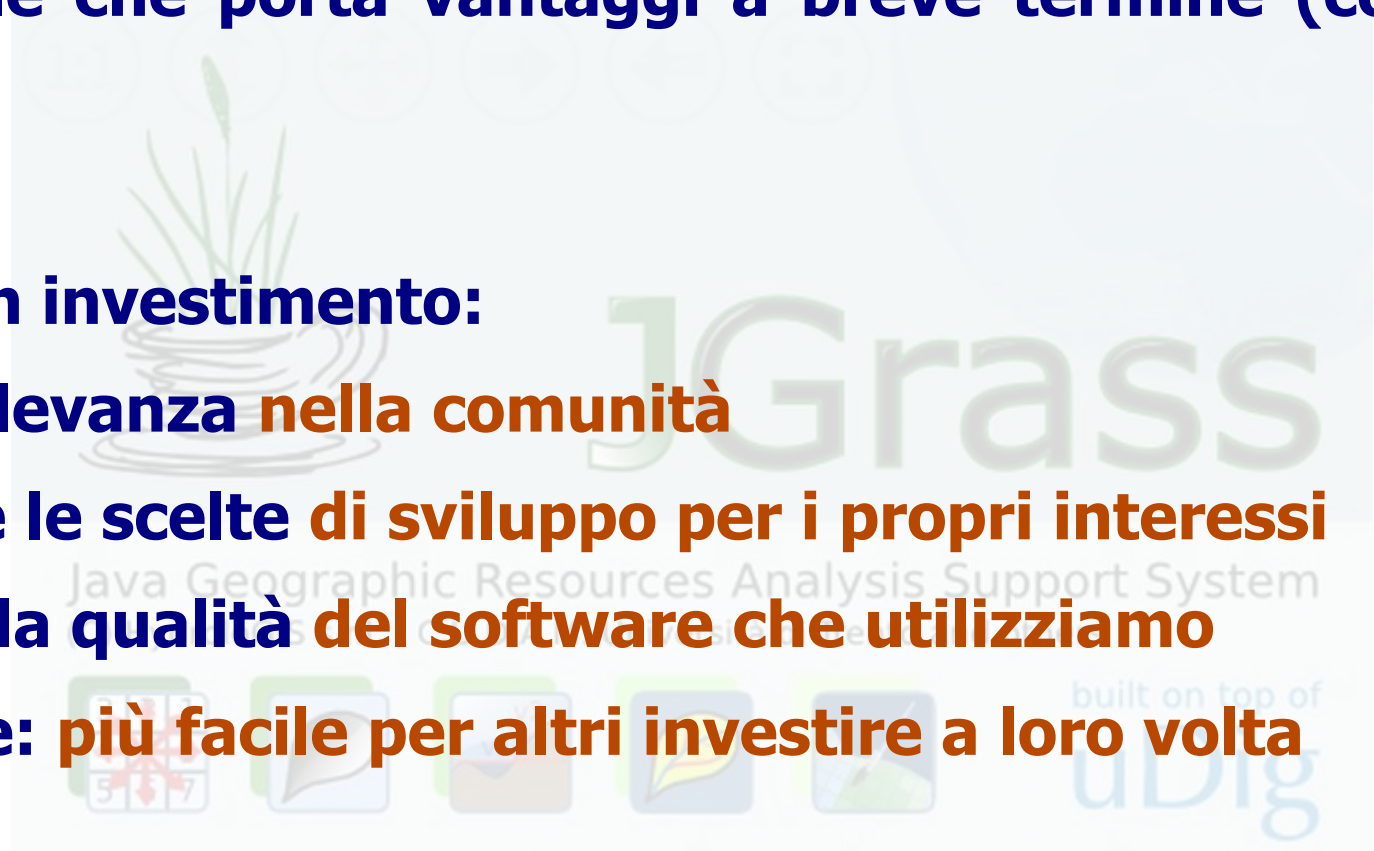 che porta vantaggi a breve termine
investimento:
levanza nella comunità
le scelte di sviluppo per i propri interessi
JGrass
Java Geographic Resources Analysis Support System
la qualità del software che utilizziamo
built on top of
e: più facile per altri investire a loro volta
uDig